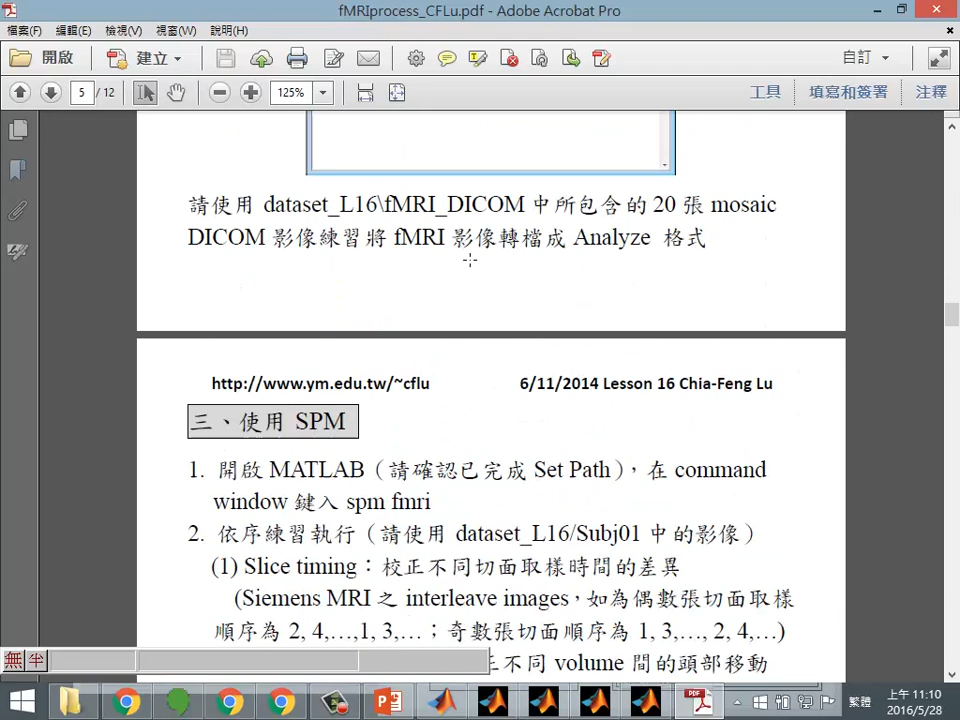 fMRIprocess_CFLu.pdf - Adobe Acrobat Pro
檔案(F) 編輯(E) 檢視(V) 視窗(W) 說明(H)
開啟 建立 自訂
5 / 12 125% 工具 填寫和簽署 注釋
請使用 dataset_L16\fMRI_DICOM 中所包含的 20 張 mosaic
DICOM 影像練習將 fMRI 影像轉檔成 Analyze 格式
http://www.ym.edu.tw/~cflu 6/11/2014 Lesson 16 Chia-Feng Lu
三、使用 SPM
1. 開啟 MATLAB（請確認已完成 Set Path），在 command
window 鍵入 spm fmri
2. 依序練習執行（請使用 dataset_L16/Subj01 中的影像）
(1) Slice timing：校正不同切面取樣時間的差異
(Siemens MRI 之 interleave images，如為偶數張切面取樣
順序為 2, 4,…,1, 3,…；奇數張切面順序為 1, 3,…, 2, 4,…)
不同 volume 間的頭部移動
無 半
繁體
上午 11:10
2016/5/28